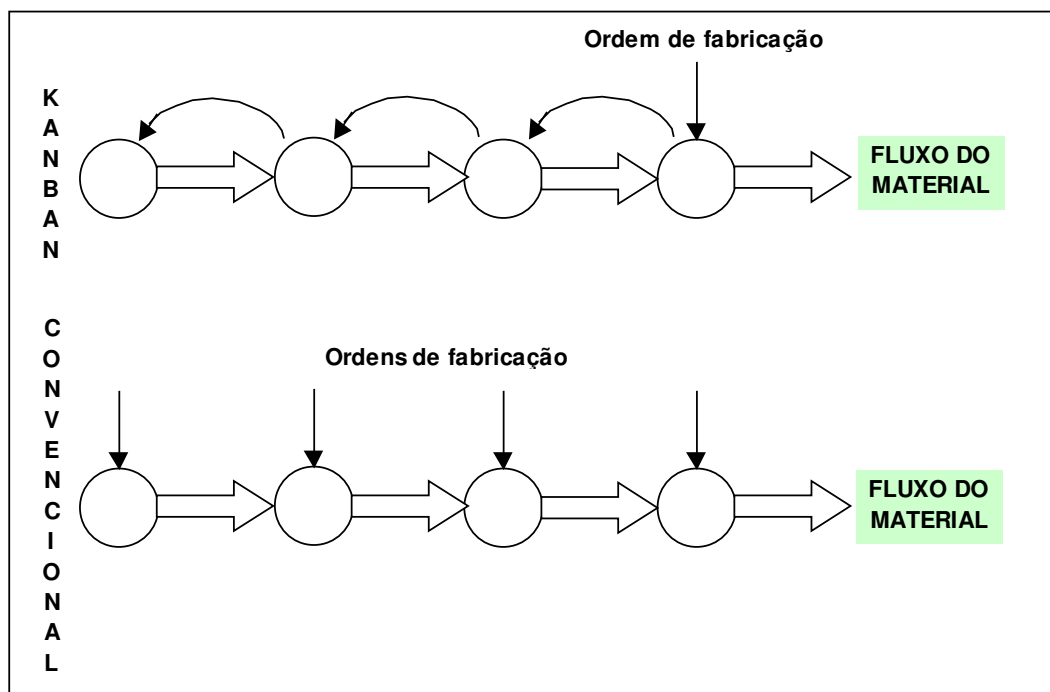 Ordem de fabricação
KANBAN
FLUXO DO
MATERIAL
CONVENCIONAL
Ordens de fabricação
FLUXO DO
MATERIAL